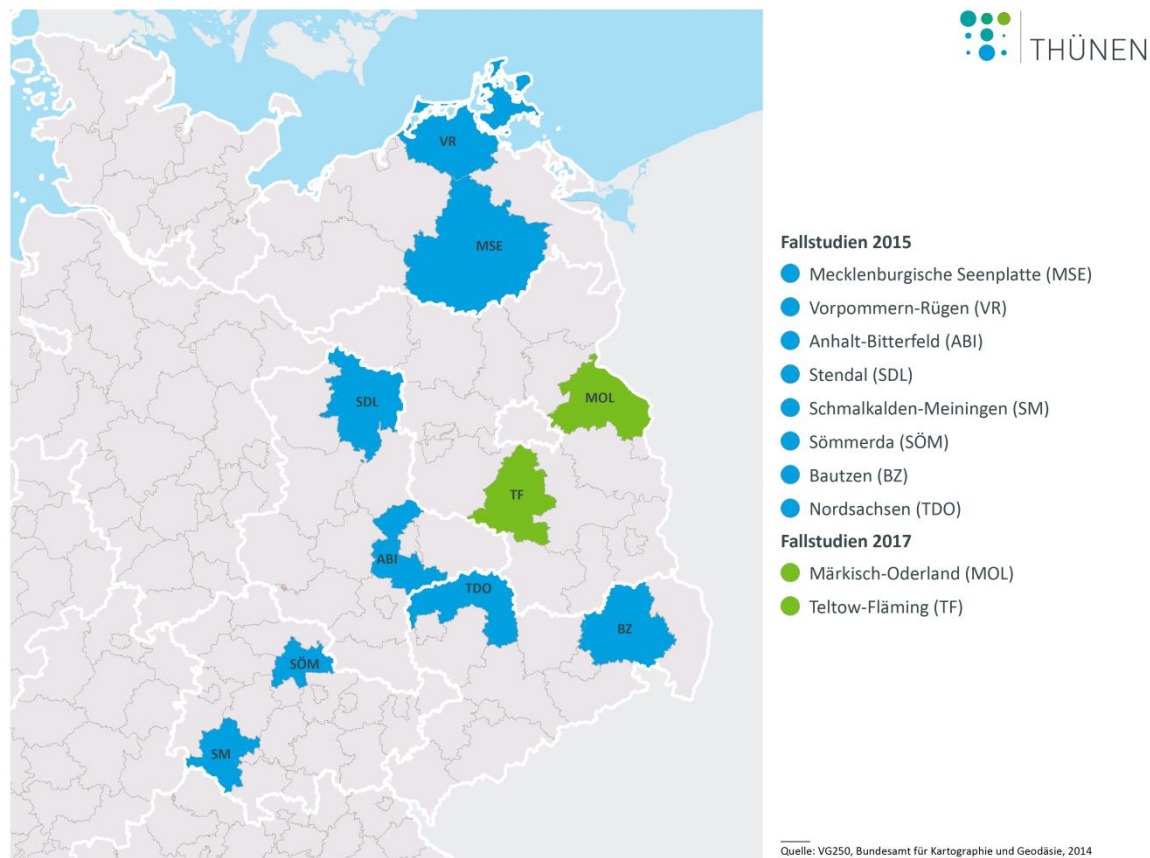 THÜNEN
VR
MSE
SDL
MOL
TF
ABI
TDO
BZ
SÖM
SM
Fallstudien 2015
Mecklenburgische Seenplatte (MSE)
Vorpommern-Rügen (VR)
Anhalt-Bitterfeld (ABI)
Stendal (SDL)
Schmalkalden-Meiningen (SM)
Sömmerda (SÖM)
Bautzen (BZ)
Nordsachsen (TDO)
Fallstudien 2017
Märkisch-Oderland (MOL)
Teltow-Fläming (TF)
Quelle: VG250, Bundesamt für Kartographie und Geodäsie, 2014